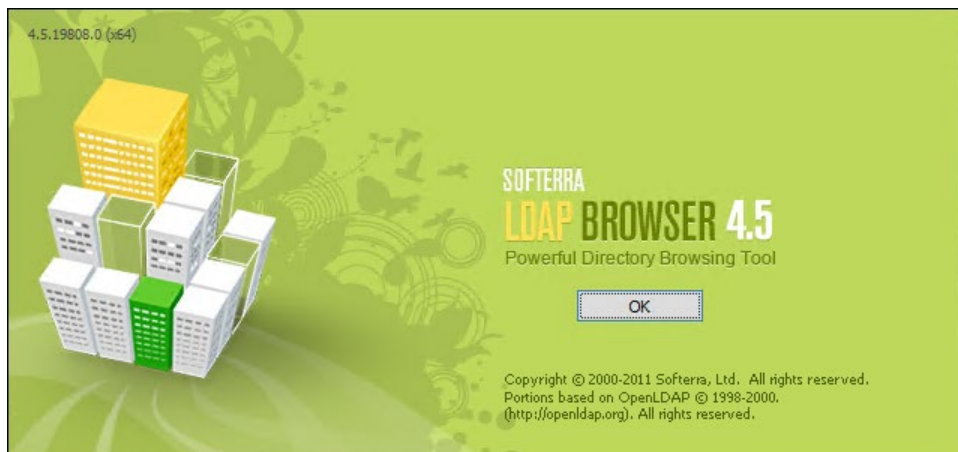 4.5.19808.0 (x64)
SOFTERRA
LDAP BROWSER 4.5
Powerful Directory Browsing Tool
OK
Copyright © 2000-2011 Softerra, Ltd. All rights reserved.
Portions based on OpenLDAP © 1998-2000.
(http://openldap.org). All rights reserved.